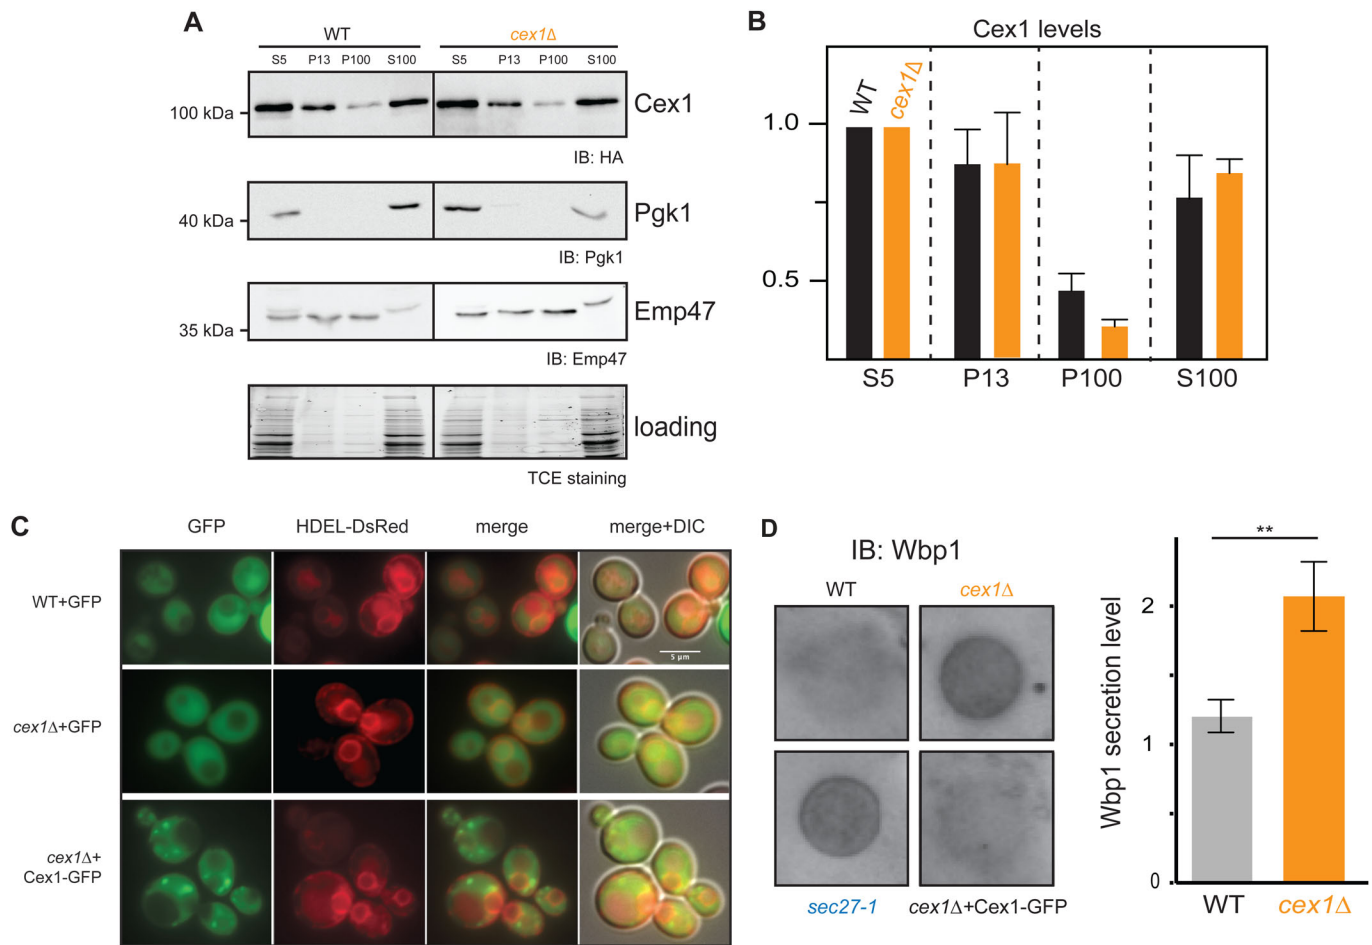 A
WT
cex1Δ
S5 P13 P100 S100 S5 P13 P100 S100
100 kDa
Cex1
IB: HA
40 kDa
Pgk1
IB: Pgk1
35 kDa
Emp47
IB: Emp47
loading
TCE staining
B
Cex1 levels
WT
cex1Δ
1.0
0.5
S5 P13 P100 S100
C
GFP HDEL-DsRed merge merge+DIC
WT+GFP
5 μm
cex1Δ+GFP
cex1Δ+
Cex1-GFP
D
IB: Wbp1
WT
cex1Δ
sec27-1
cex1Δ+Cex1-GFP
**
Wbp1 secretion level
2
1
0
WT cex1Δ